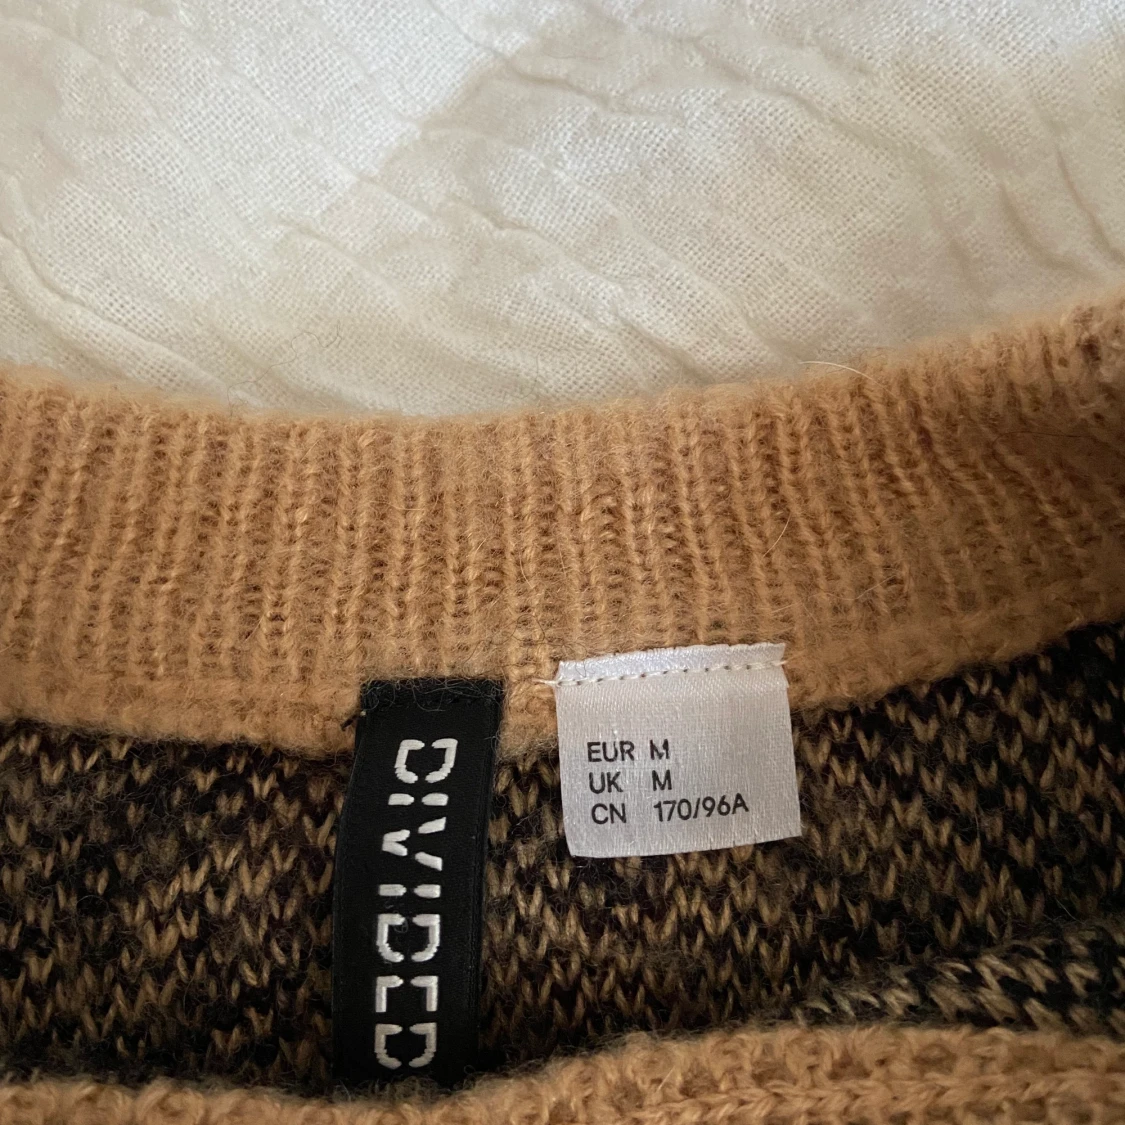 DIVIDED
EUR M
UK M
CN 170/96A